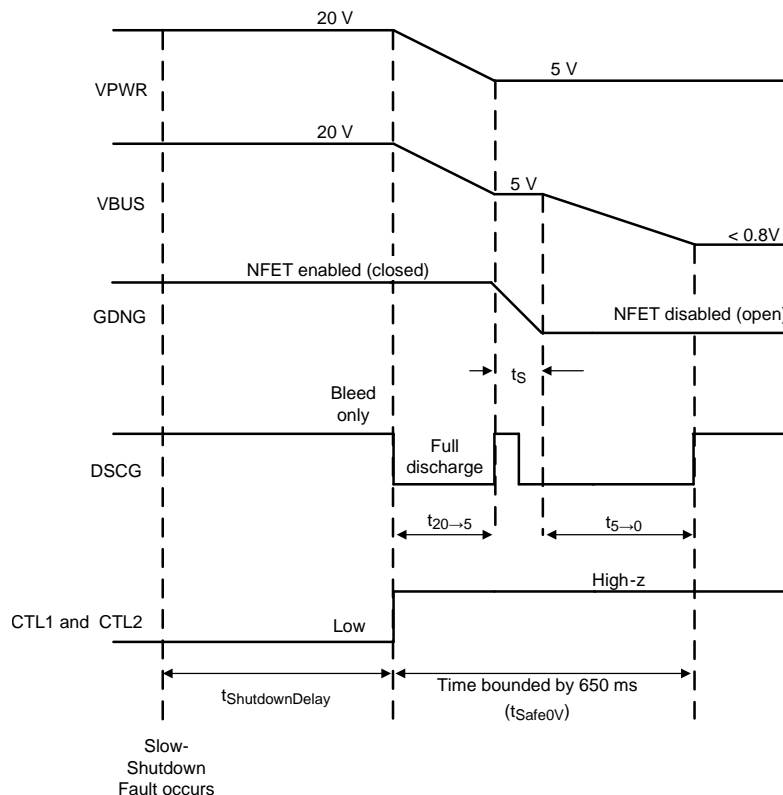 20 V
5 V
VPWR
20 V
5 V
VBUS
< 0.8V
NFET enabled (closed)
GDNG
NFET disabled (open)
tS
Bleed
only
Full
discharge
DSCG
t20→5
t5→0
High-z
CTL1 and CTL2
Low
tShutdownDelay
Time bounded by 650 ms
(tSafe0V)
Slow-
Shutdown
Fault occurs